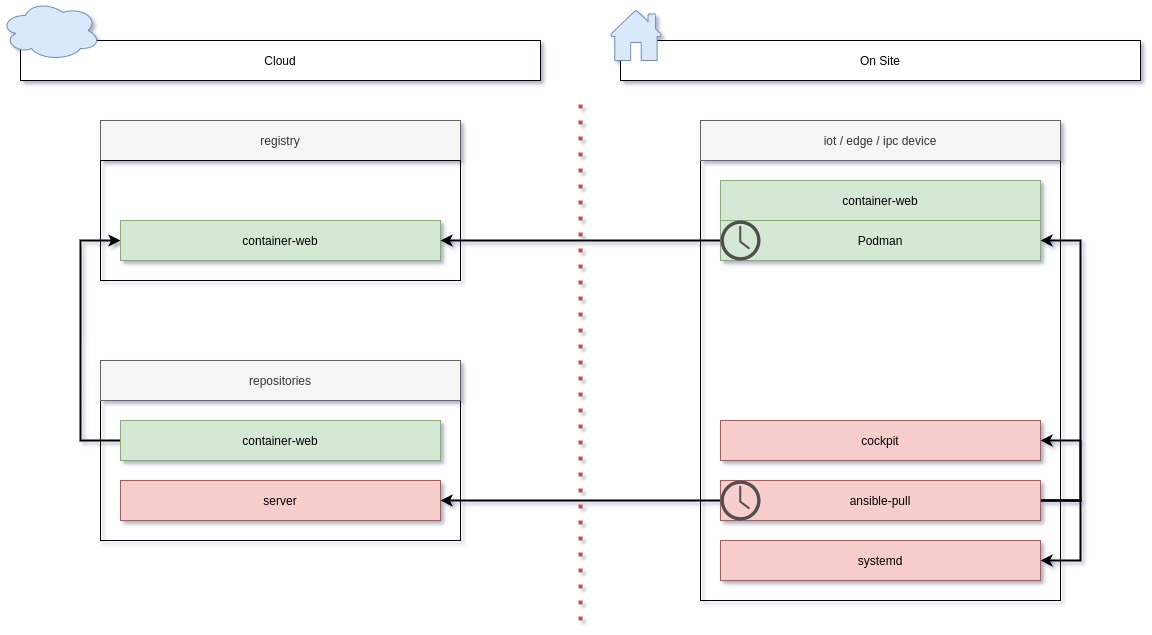 Cloud
On Site
registry
container-web
repositories
container-web
server
iot / edge / ipc device
container-web
Podman
cockpit
ansible-pull
systemd